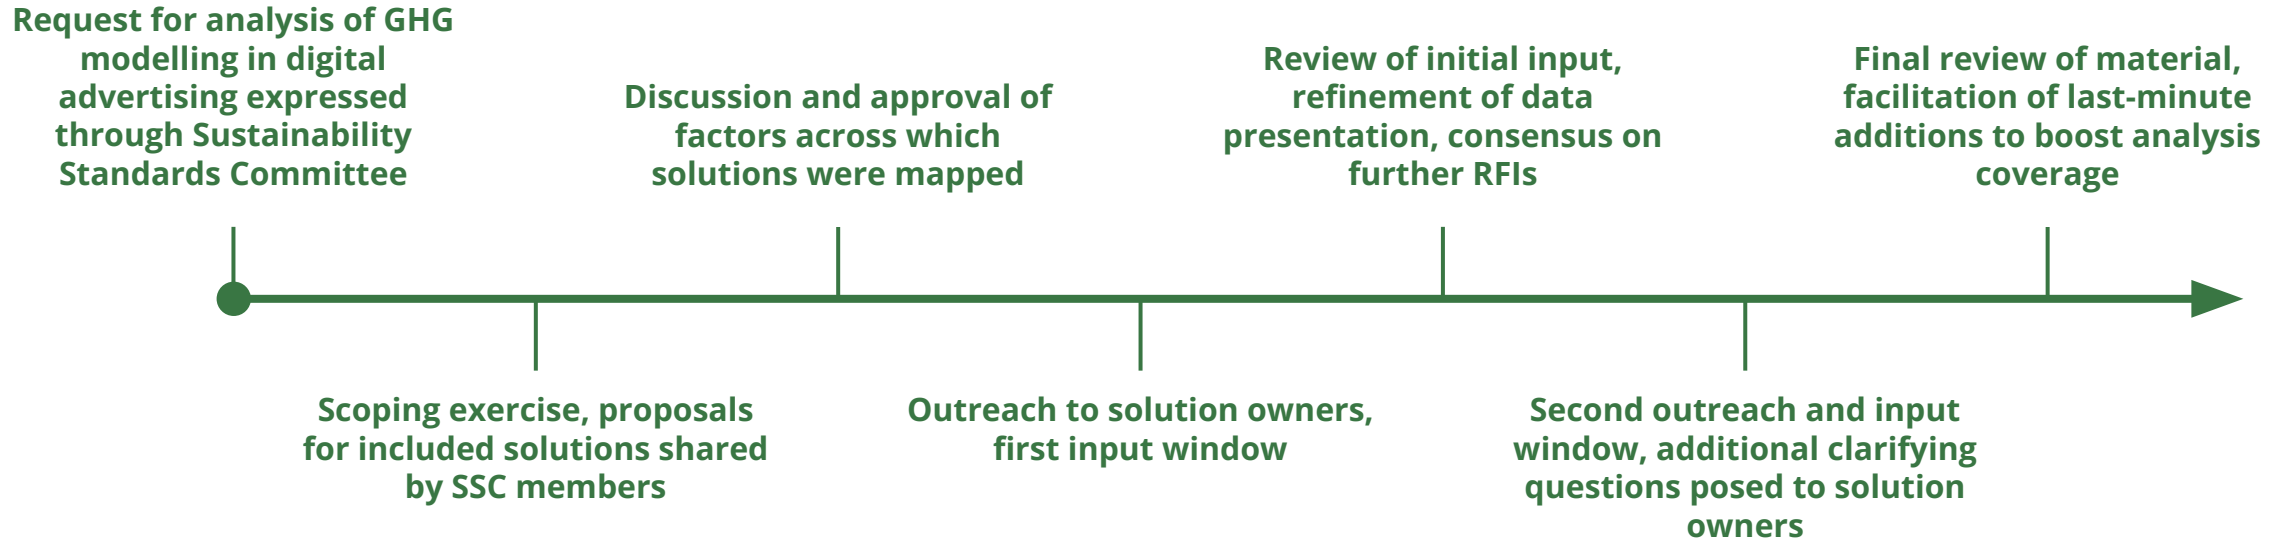 Request for analysis of GHG
modelling in digital
advertising expressed
through Sustainability
Standards Committee
Scoping exercise, proposals
for included solutions shared
by SSC members
Discussion and approval of
factors across which
solutions were mapped
Outreach to solution owners,
first input window
Review of initial input,
refinement of data
presentation, consensus on
further RFIs
Second outreach and input
window, additional clarifying
questions posed to solution
owners
Final review of material,
facilitation of last-minute
additions to boost analysis
coverage